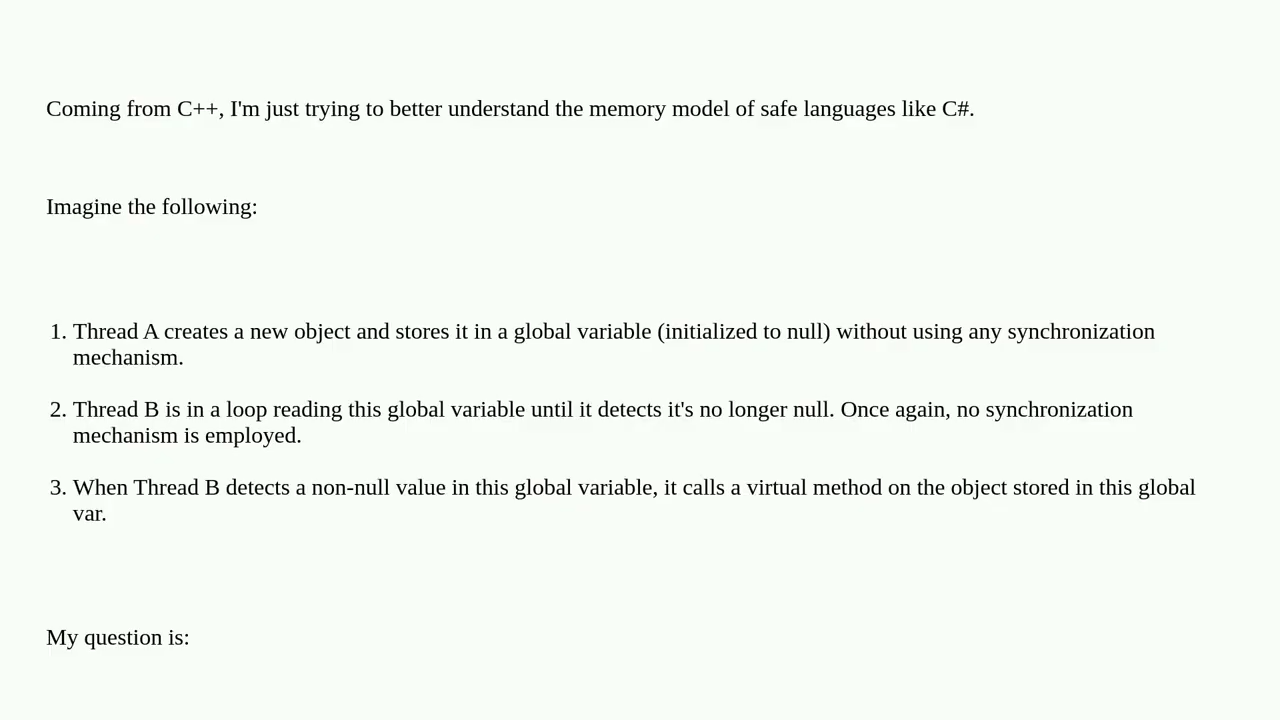 Coming from C++, I'm just trying to better understand the memory model of safe languages like C#.
Imagine the following:
1. Thread A creates a new object and stores it in a global variable (initialized to null) without using any synchronization
mechanism.
2. Thread B is in a loop reading this global variable until it detects it's no longer null. Once again, no synchronization
mechanism is employed.
3. When Thread B detects a non-null value in this global variable, it calls a virtual method on the object stored in this global
var.
My question is: